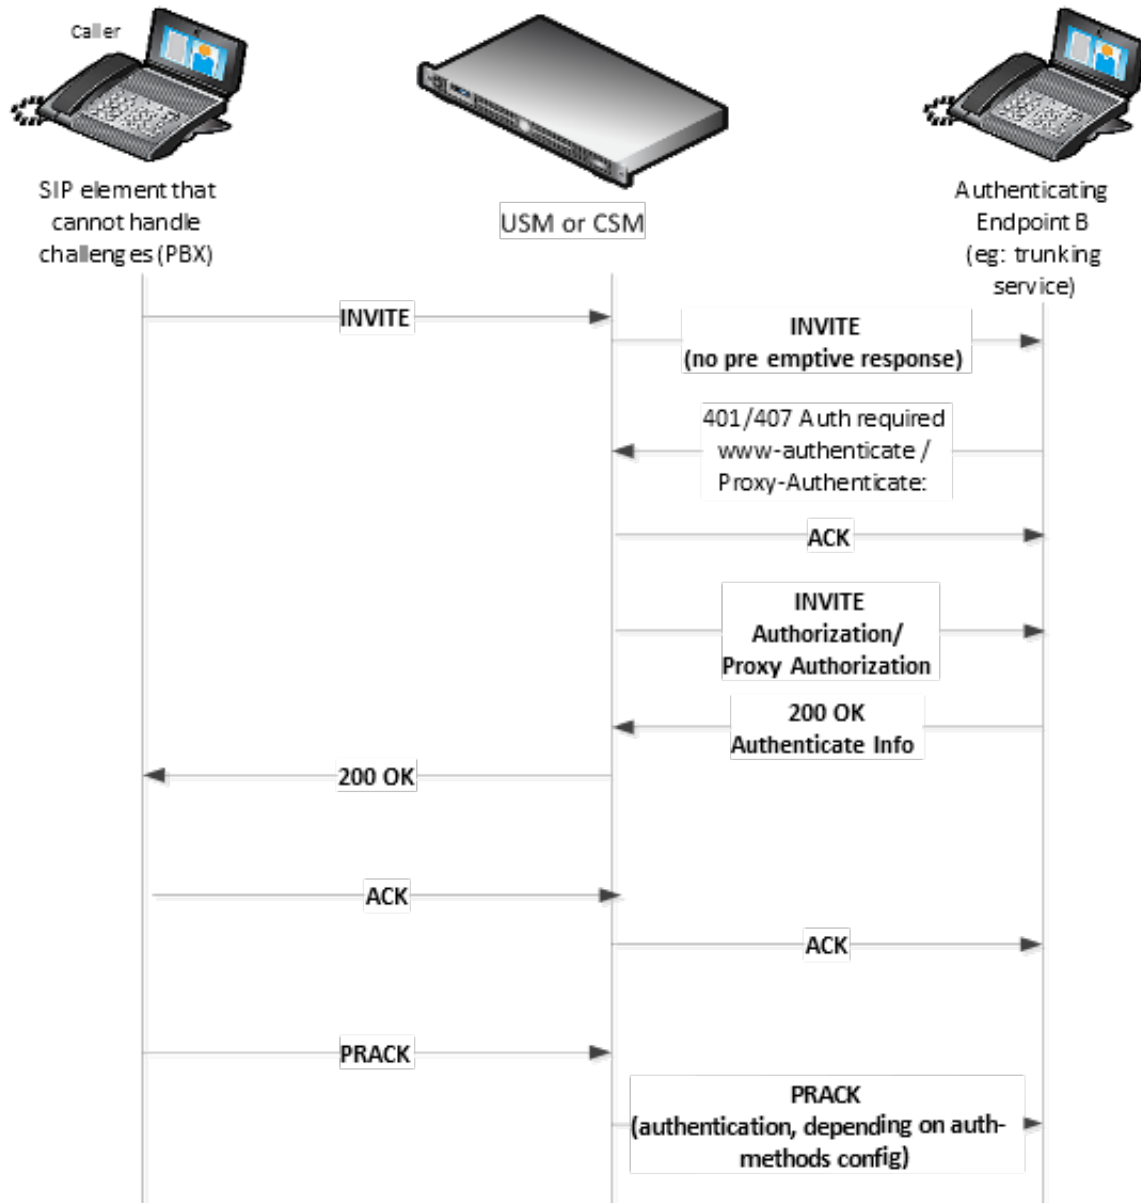 Caller
SIP element that
cannot handle
challenges (PBX)
USM or CSM
Authenticating
Endpoint B
(eg: trunking
service)
INVITE
INVITE
(no pre emptive response)
401/407 Auth required
www-authenticate /
Proxy-Authenticate:
ACK
INVITE
Authorization/
Proxy Authorization
200 OK
Authenticate Info
200 OK
ACK
ACK
PRACK
PRACK
(authentication, depending on auth-
methods config)